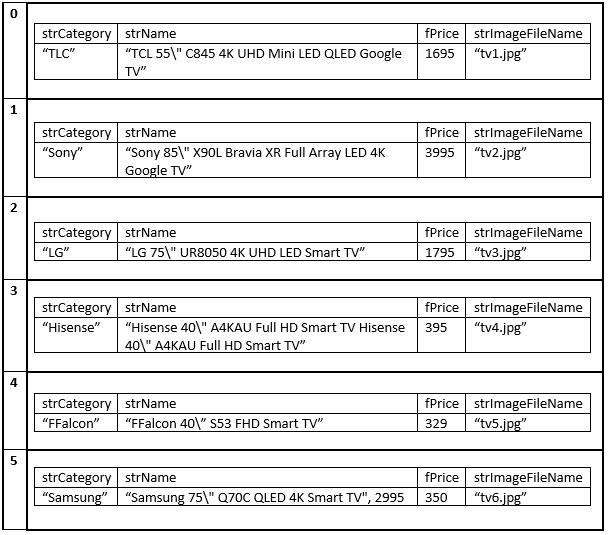 0
strCategory strName fPrice strImageFileName
“TLC” “TCL 55\" C845 4K UHD Mini LED QLED Google 1695 “tv1.jpg”
TV”
1
strCategory strName fPrice strImageFileName
“Sony” “Sony 85\" X90L Bravia XR Full Array LED 4K 3995 “tv2.jpg”
Google TV”
2
strCategory strName fPrice strImageFileName
“LG” “LG 75\" UR8050 4K UHD LED Smart TV” 1795 “tv3.jpg”
3
strCategory strName fPrice strImageFileName
“Hisense” “Hisense 40\" A4KAU Full HD Smart TV Hisense 395 “tv4.jpg”
40\" A4KAU Full HD Smart TV”
4
strCategory strName fPrice strImageFileName
“FFalcon” “FFalcon 40\” S53 FHD Smart TV” 329 “tv5.jpg”
5
strCategory strName fPrice strImageFileName
“Samsung” “Samsung 75\" Q70C QLED 4K Smart TV", 2995 350 “tv6.jpg”